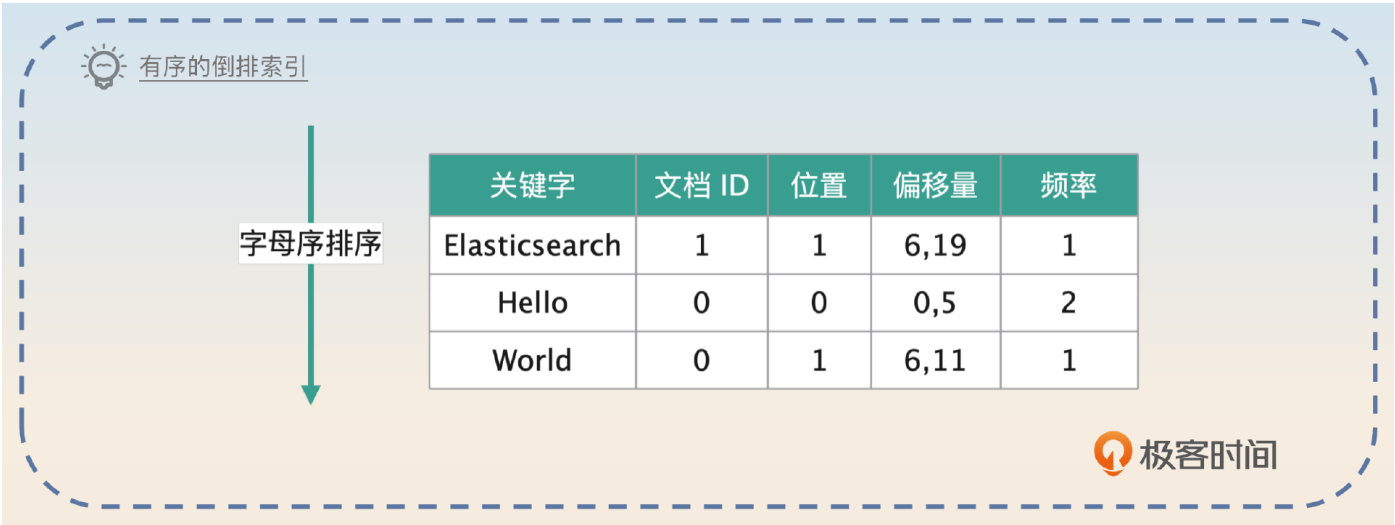 有序的倒排索引
字母序排序
关键字 文档 ID 位置 偏移量 频率
Elasticsearch 1 1 6,19 1
Hello 0 0 0,5 2
World 0 1 6,11 1
极客时间